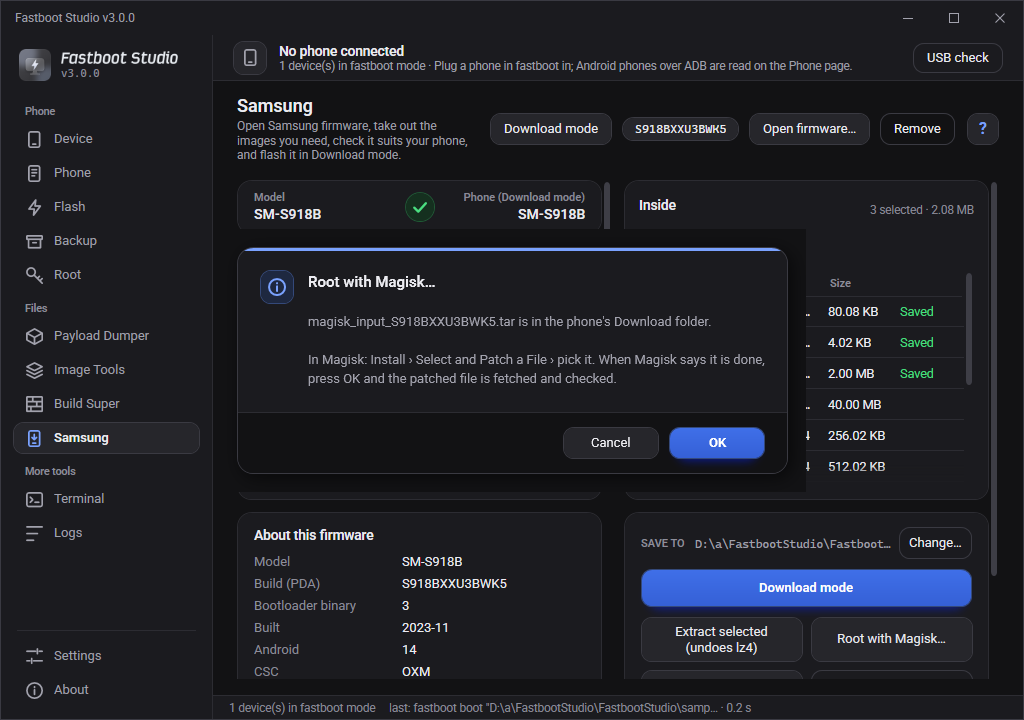 Fastboot Studio v3.0.0
Fastboot Studio
v3.0.0
Phone
Device
Phone
Flash
Backup
Root
Files
Payload Dumper
Image Tools
Build Super
Samsung
More tools
Terminal
Logs
Settings
About
No phone connected
1 device(s) in fastboot mode · Plug a phone in fastboot in; Android phones over ADB are read on the Phone page.
USB check
Samsung
Open Samsung firmware, take out the
images you need, check it suits your phone,
and flash it in Download mode.
Download mode
S918BXXU3BWK5
Open firmware...
Remove
?
Model
SM-S918B
Phone (Download mode)
SM-S918B
Inside
3 selected · 2.08 MB
Size
80.08 KB Saved
4.02 KB Saved
2.00 MB Saved
40.00 MB
256.02 KB
512.02 KB
Root with Magisk...
magisk_input_S918BXXU3BWK5.tar is in the phone's Download folder.
In Magisk: Install › Select and Patch a File › pick it. When Magisk says it is done,
press OK and the patched file is fetched and checked.
Cancel
OK
About this firmware
Model SM-S918B
Build (PDA) S918BXXU3BWK5
Bootloader binary 3
Built 2023-11
Android 14
CSC OXM
SAVE TO D:\a\FastbootStudio\Fastboot...
Change...
Download mode
Extract selected
(undoes lz4)
Root with Magisk...
1 device(s) in fastboot mode last: fastboot boot "D:\a\FastbootStudio\FastbootStudio\samp... · 0.2 s